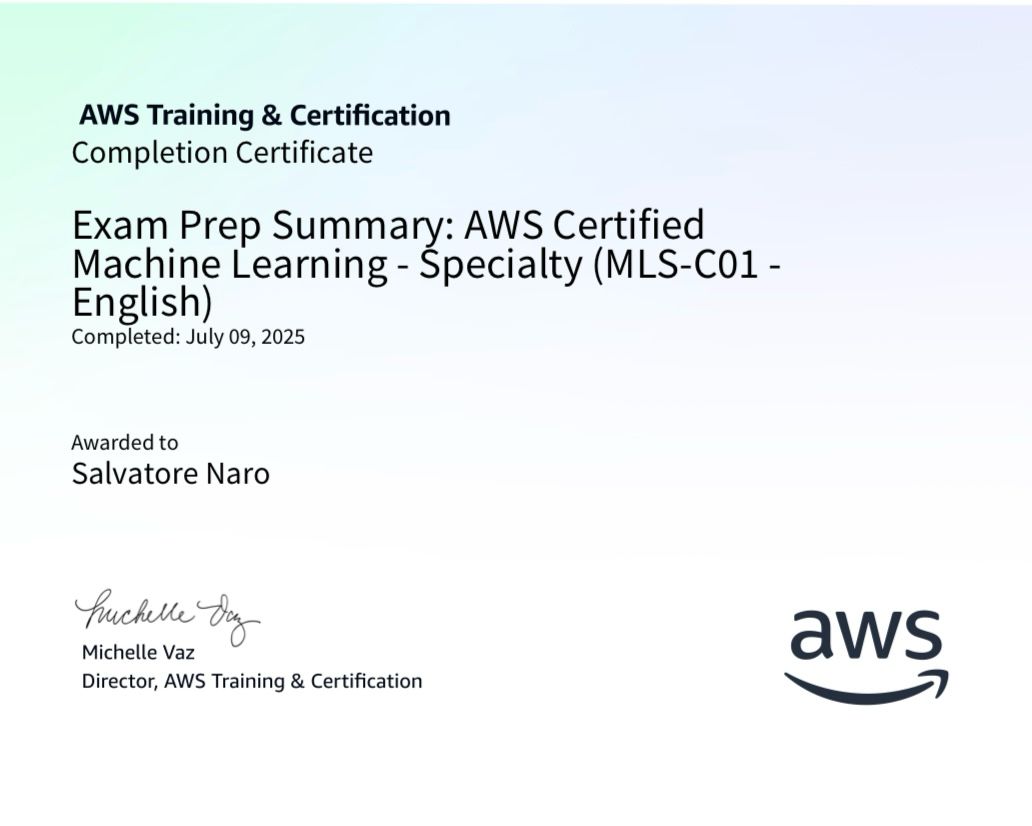 AWS Training & Certification
Completion Certificate
Exam Prep Summary: AWS Certified
Machine Learning - Specialty (MLS-C01 -
English)
Completed: July 09, 2025
Awarded to
Salvatore Naro
Michelle Vaz
Michelle Vaz
Director, AWS Training & Certification
aws